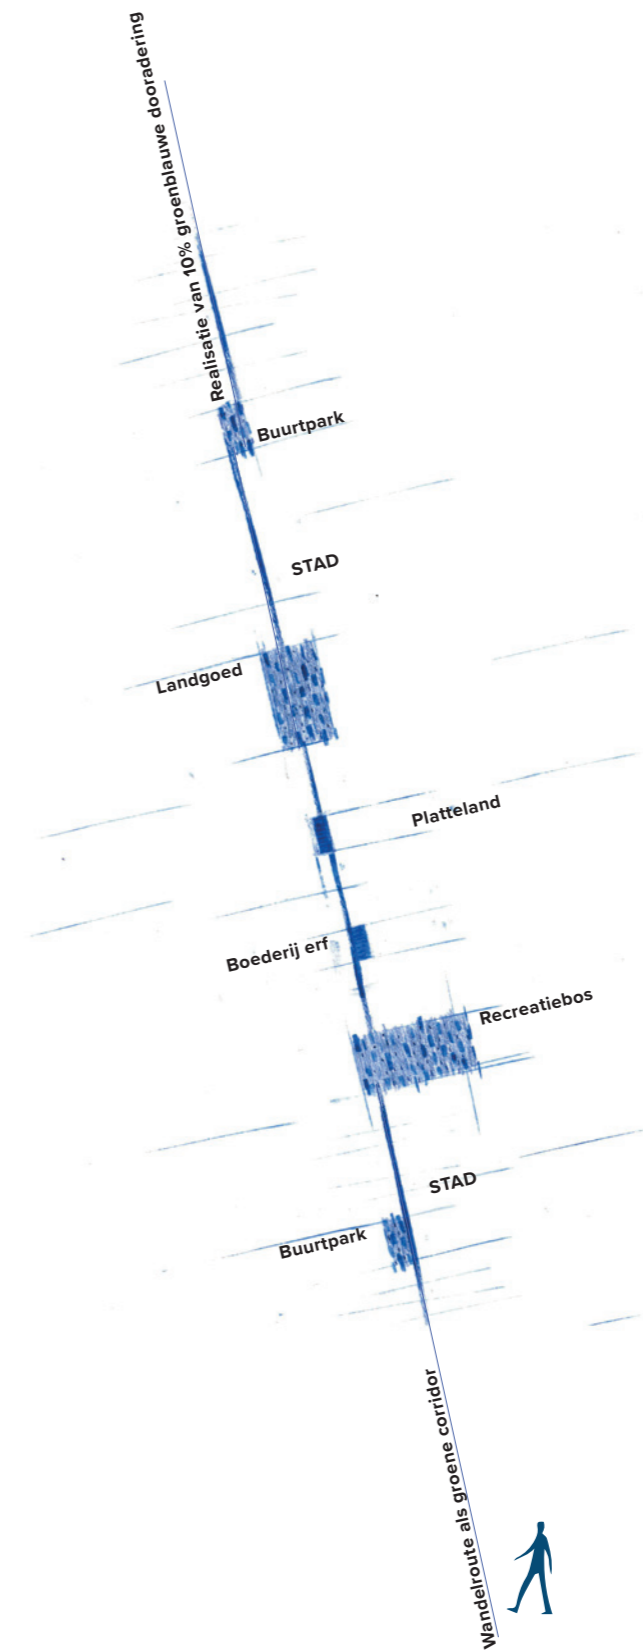 Realisatie van 10% groenblauwe dooradering
Buurtpark
STAD
Landgoed
Platteland
Boederij erf
Recreatiebos
STAD
Buurtpark
Wandelroute als groene corridor